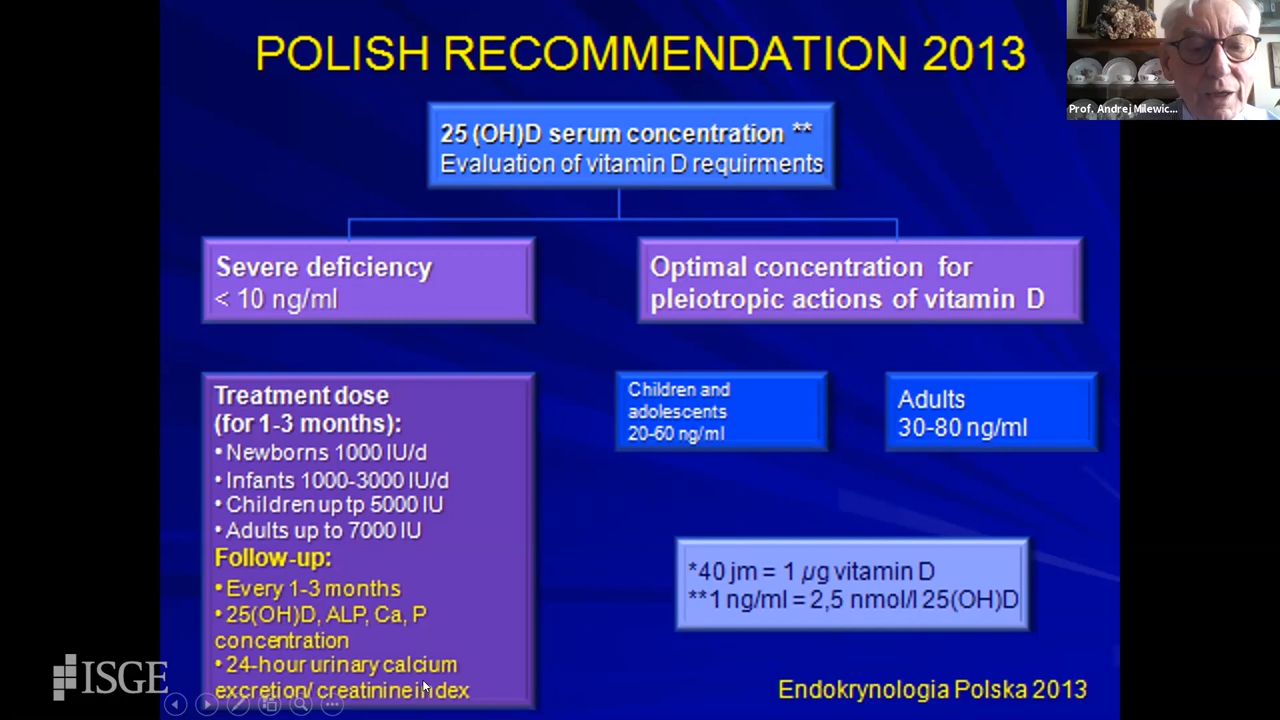 POLISH RECOMMENDATION 2013
Prof. Andrej Milewic...
25 (OH)D serum concentration **
Evaluation of vitamin D requirments
Severe deficiency
< 10 ng/ml
Optimal concentration for
pleiotropic actions of vitamin D
Treatment dose
(for 1-3 months):
• Newborns 1000 IU/d
• Infants 1000-3000 IU/d
• Children up tp 5000 IU
• Adults up to 7000 IU
Follow-up:
• Every 1-3 months
• 25(OH)D, ALP, Ca, P
concentration
• 24-hour urinary calcium
excretion/ creatinine index
Children and
adolescents
20-60 ng/ml
Adults
30-80 ng/ml
*40 jm = 1 µg vitamin D
**1 ng/ml = 2,5 nmol/l 25(OH)D
ISGE
Endokrynologia Polska 2013